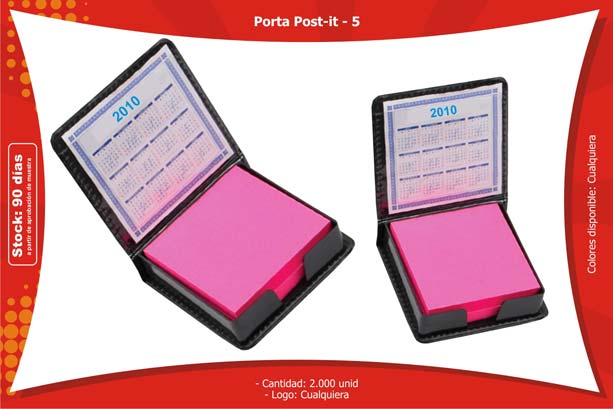 Porta Post-it - 5
2010
2010
Stock: 90 días
a partir de aprobación de muestra
Colores disponible: Cualquiera
- Cantidad: 2.000 unid
- Logo: Cualquiera